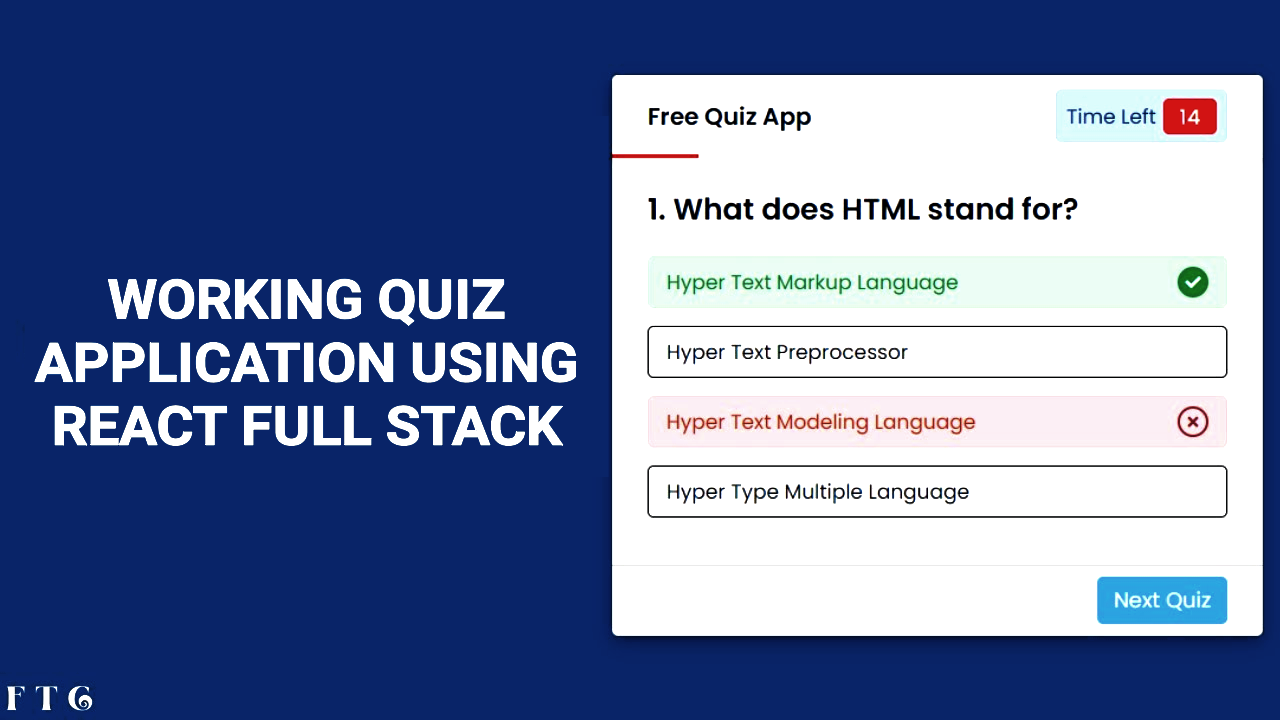 WORKING QUIZ
APPLICATION USING
REACT FULL STACK
FTG
Free Quiz App
Time Left 14
1. What does HTML stand for?
Hyper Text Markup Language
Hyper Text Preprocessor
Hyper Text Modeling Language
Hyper Type Multiple Language
Next Quiz